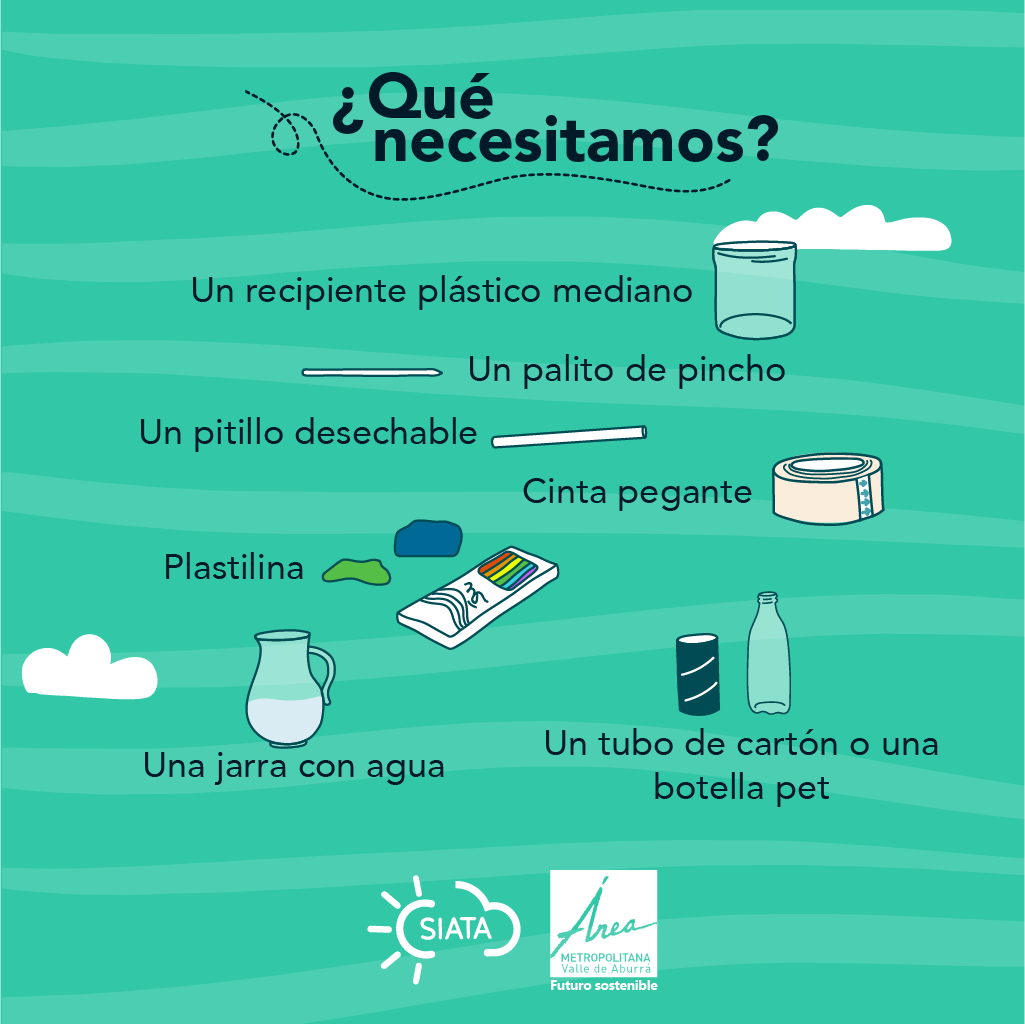 ¿Qué
necesitamos?
Un recipiente plástico mediano
Un palito de pincho
Un pitillo desechable
Cinta pegante
Plastilina
Una jarra con agua
Un tubo de cartón o una
botella pet
SIATA
Área
METROPOLITANA
Valle de Aburrá
Futuro sostenible